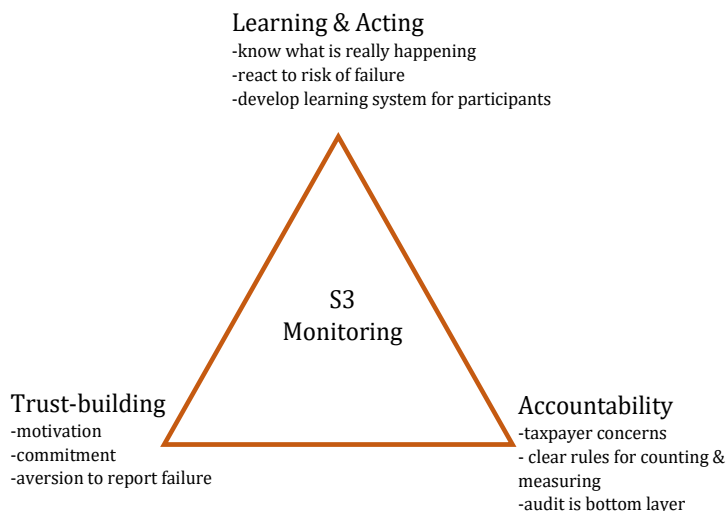 Learning & Acting
-know what is really happening
-react to risk of failure
-develop learning system for participants
S3
Monitoring
Trust-building
-motivation
-commitment
-aversion to report failure
Accountability
-taxpayer concerns
- clear rules for counting &
measuring
-audit is bottom layer